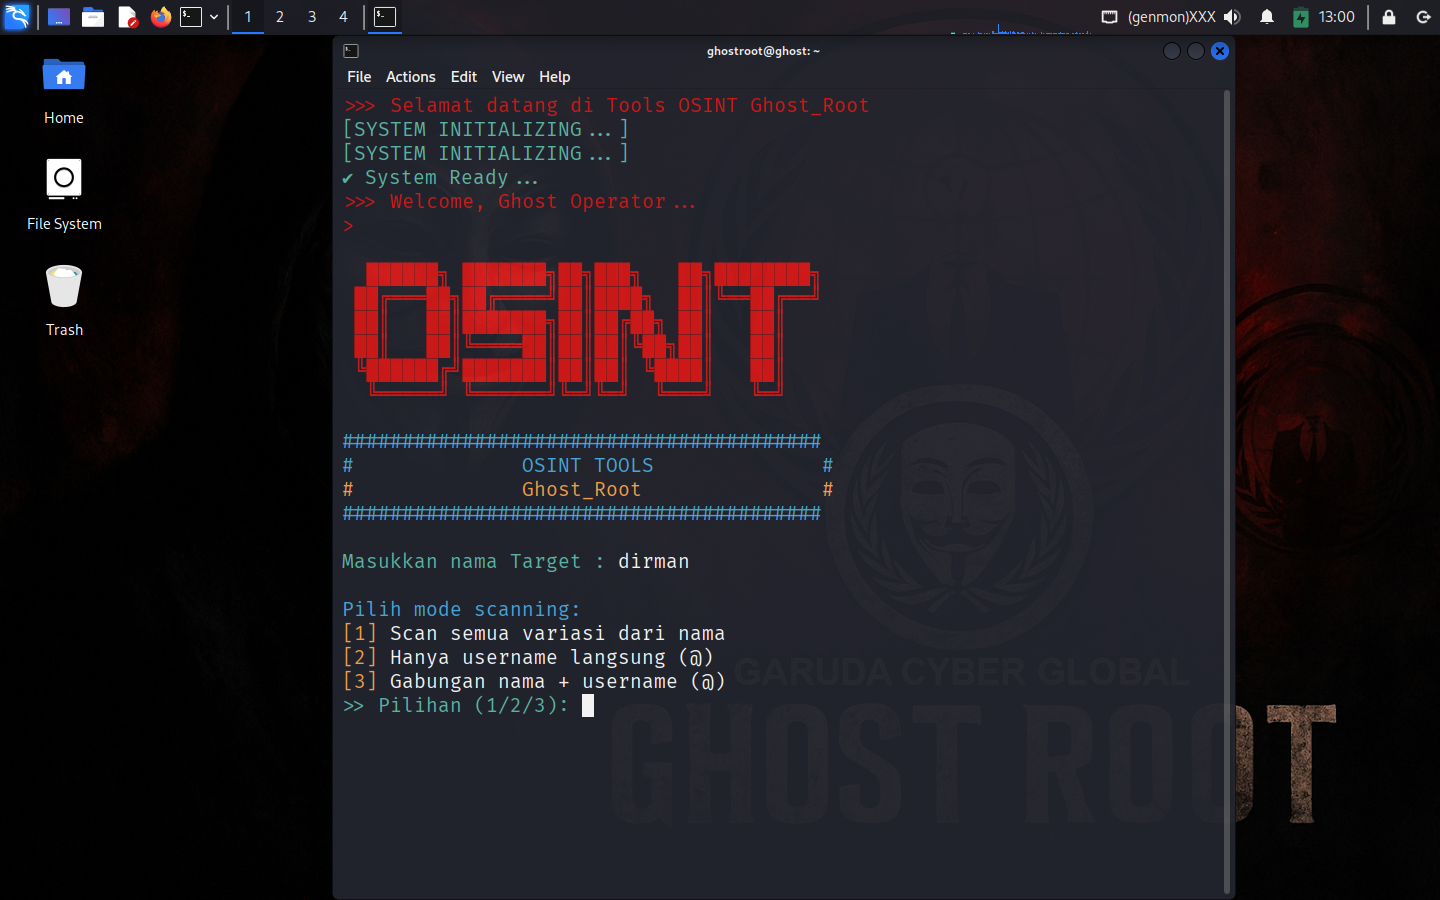 1 2 3 4 (genmon)XXX 13:00
Home
File System
Trash
ghostroot@ghost: ~
File Actions Edit View Help
>>> Selamat datang di Tools OSINT Ghost_Root
[SYSTEM INITIALIZING...]
[SYSTEM INITIALIZING...]
✔ System Ready...
>>> Welcome, Ghost Operator...
>
OSINT
########################################
# OSINT TOOLS #
# Ghost_Root #
########################################
Masukkan nama Target : dirman
Pilih mode scanning:
[1] Scan semua variasi dari nama
[2] Hanya username langsung (@)
[3] Gabungan nama + username (@)
>> Pilihan (1/2/3):
GARUDA CYBER GLOBAL
GHOST ROOT